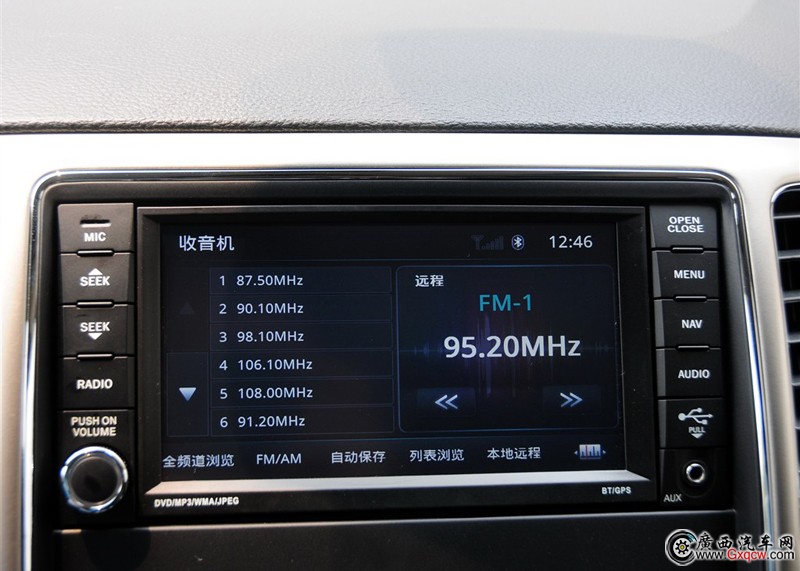 MIC
SEEK
SEEK
RADIO
PUSH ON
VOLUME
收音机
12:46
1 87.50MHz
2 90.10MHz
3 98.10MHz
4 106.10MHz
5 108.00MHz
6 91.20MHz
远程
FM-1
95.20MHz
全频道浏览 FM/AM 自动保存 列表浏览 本地远程
DVD/MP3/WMA/JPEG
BT/GPS
OPEN
CLOSE
MENU
NAV
AUDIO
PULL
AUX
廣西汽车网
www.Gxqcw.com